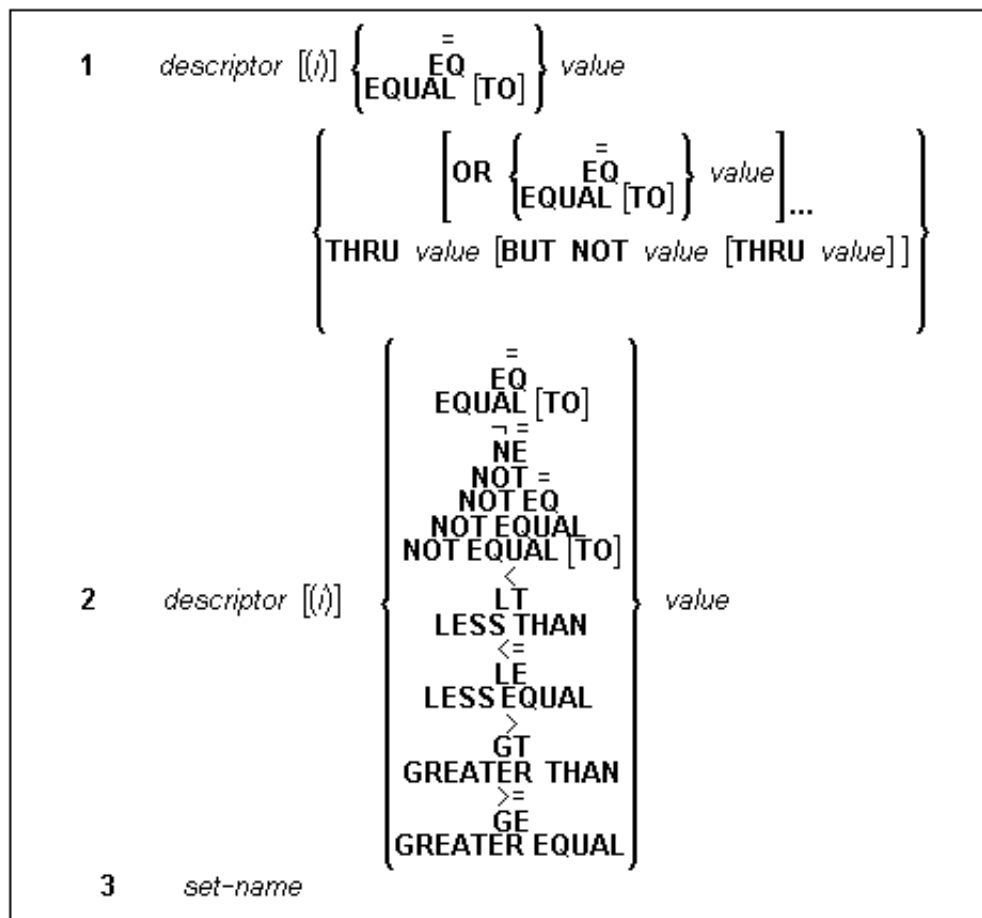 =
1 descriptor [(i)] { EQ } value
EQUAL [TO]
=
[OR { EQ } value]...
EQUAL [TO]
THRU value [BUT NOT value [THRU value] ]
=
EQ
EQUAL [TO]
¬ =
NE
NOT =
NOT EQ
NOT EQUAL
NOT EQUAL [TO]
<
2 descriptor [(i)] { LT } value
LESS THAN
<=
LE
LESS EQUAL
>
GT
GREATER THAN
>=
GE
GREATER EQUAL
3 set-name